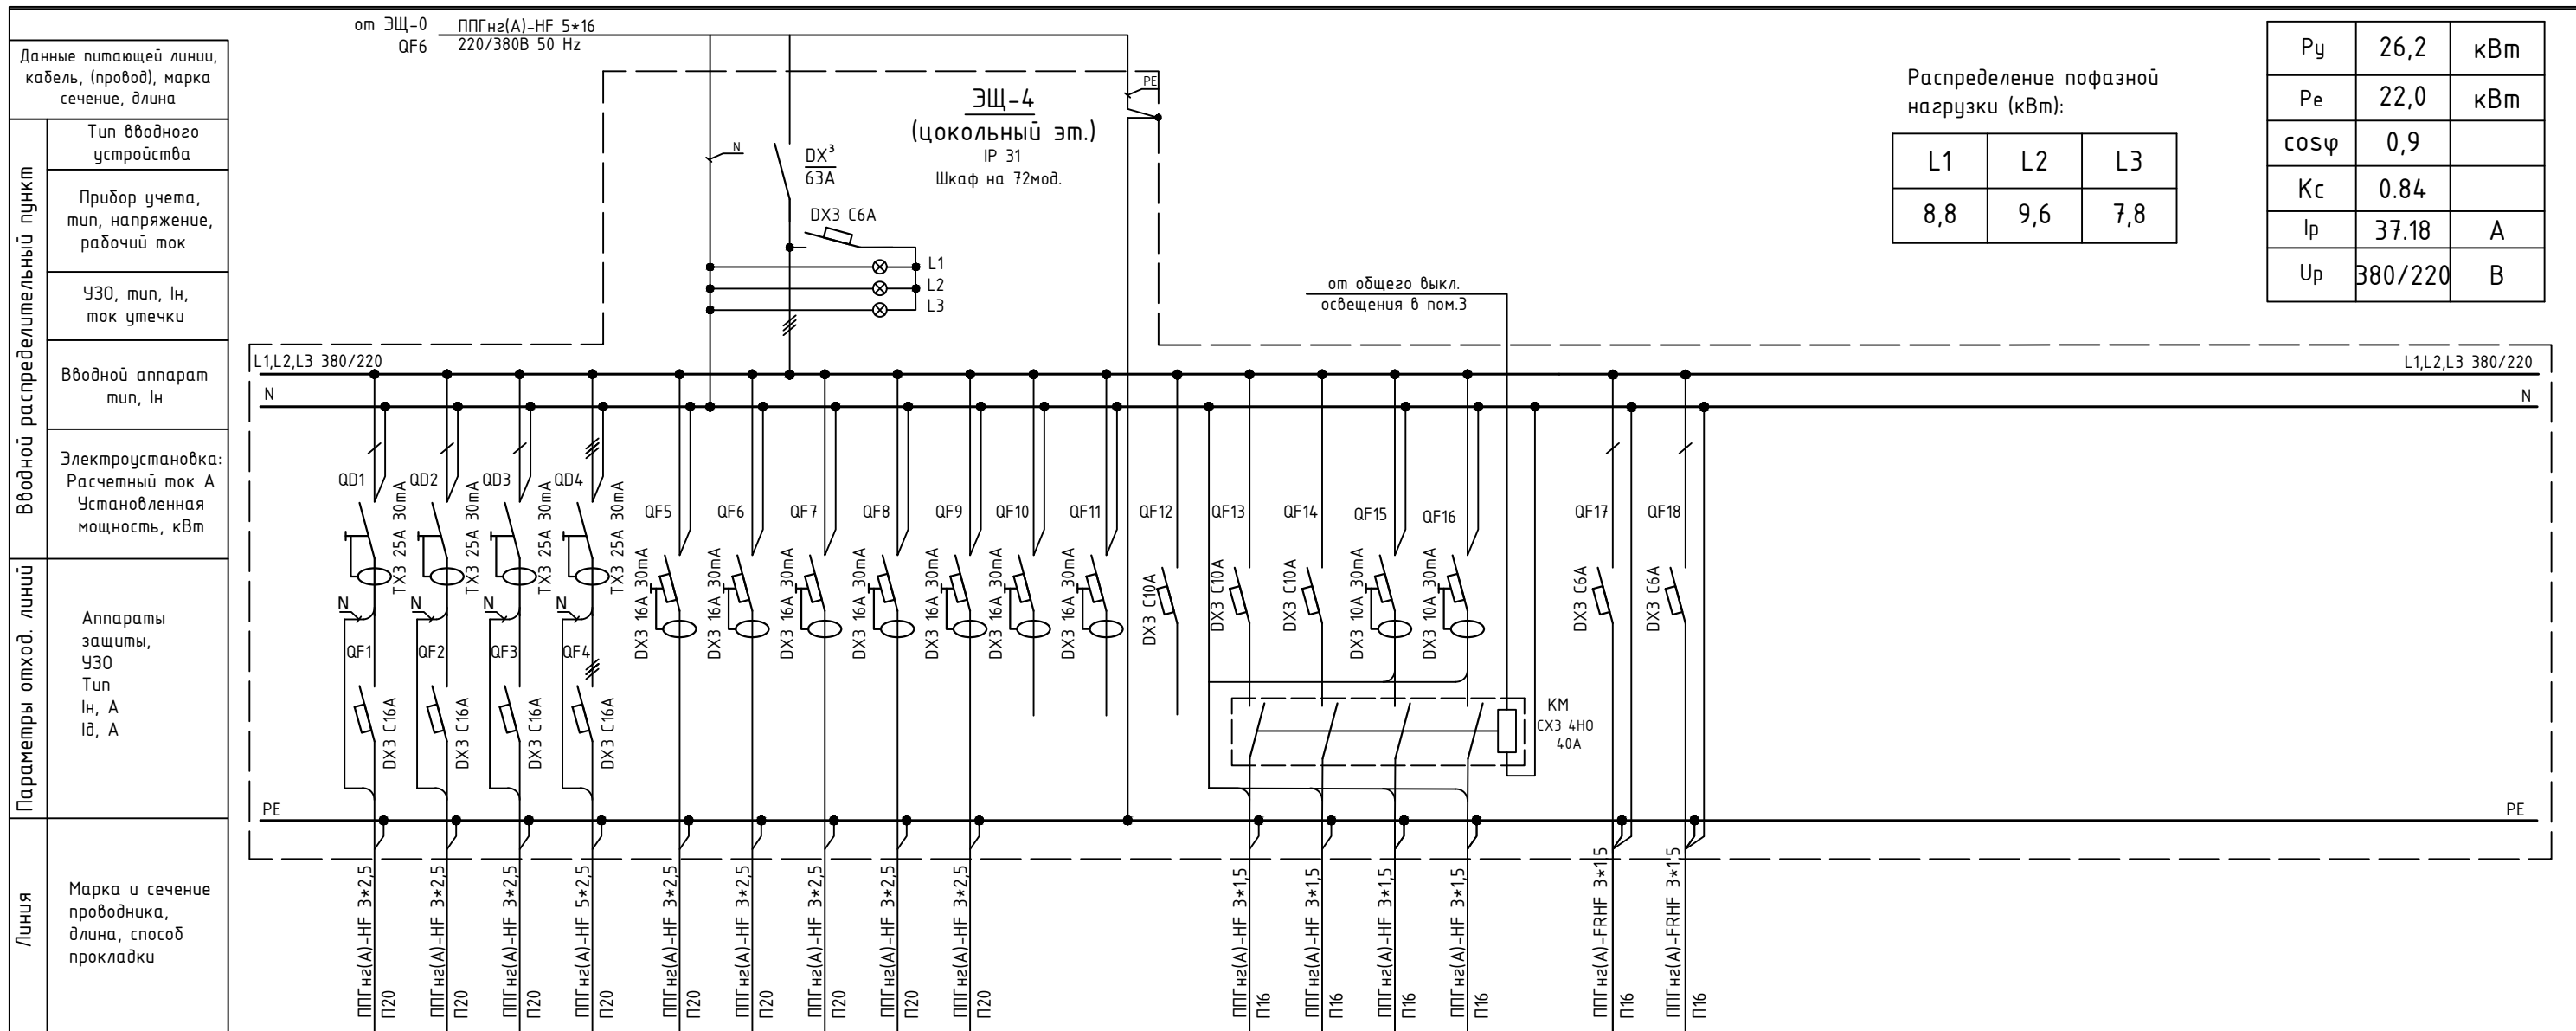 от ЭЩ-0
QF6
ППГнг(А)-HF 5*16
220/380В 50 Hz
Данные питающей линии,
кабель, (провод), марка
сечение, длина
Вводной распределительный пункт
Тип вводного
устройства
Прибор учета,
тип, напряжение,
рабочий ток
УЗО, тип, Iн,
ток утечки
Вводной аппарат
тип, Iн
Электроустановка:
Расчетный ток А
Установленная
мощность, кВт
Параметры отход. линий
Аппараты
защиты,
УЗО
Тип
Iн, А
Iд, А
Линия
Марка и сечение
проводника,
длина, способ
прокладки
ЭЩ-4
(цокольный эт.)
IP 31
Шкаф на 72мод.
PE
N
DX³
63А
DX3 C6A
L1
L2
L3
Распределение пофазной
нагрузки (кВт):
L1 L2 L3
8,8 9,6 7,8
Ру 26,2 кВт
Ре 22,0 кВт
cosφ 0,9
Кс 0.84
Iр 37.18 А
Uр 380/220 В
от общего выкл.
освещения в пом.3
L1,L2,L3 380/220
L1,L2,L3 380/220
N
N
QD1
TX3 25A 30mA
QD2
TX3 25A 30mA
QD3
TX3 25A 30mA
QD4
TX3 25A 30mA
N
N
N
N
QF1
DX3 C16A
QF2
DX3 C16A
QF3
DX3 C16A
QF4
DX3 C16A
QF5
DX3 16A 30mA
QF6
DX3 16A 30mA
QF7
DX3 16A 30mA
QF8
DX3 16A 30mA
QF9
DX3 16A 30mA
QF10
DX3 16A 30mA
QF11
DX3 16A 30mA
QF12
DX3 C10A
QF13
DX3 C10A
QF14
DX3 C10A
QF15
DX3 10A 30mA
QF16
DX3 10A 30mA
QF17
DX3 C6A
QF18
DX3 C6A
КМ
СХ3 4НО
40А
PE
PE
ППГнг(А)-HF 3*2,5
П20
ППГнг(А)-HF 3*2,5
П20
ППГнг(А)-HF 3*2,5
П20
ППГнг(А)-HF 5*2,5
П20
ППГнг(А)-HF 3*2,5
П20
ППГнг(А)-HF 3*2,5
П20
ППГнг(А)-HF 3*2,5
П20
ППГнг(А)-HF 3*2,5
П20
ППГнг(А)-HF 3*2,5
П20
ППГнг(А)-HF 3*1,5
П16
ППГнг(А)-HF 3*1,5
П16
ППГнг(А)-HF 3*1,5
П16
ППГнг(А)-HF 3*1,5
П16
ППГнг(А)-FRHF 3*1,5
П16
ППГнг(А)-FRHF 3*1,5
П16